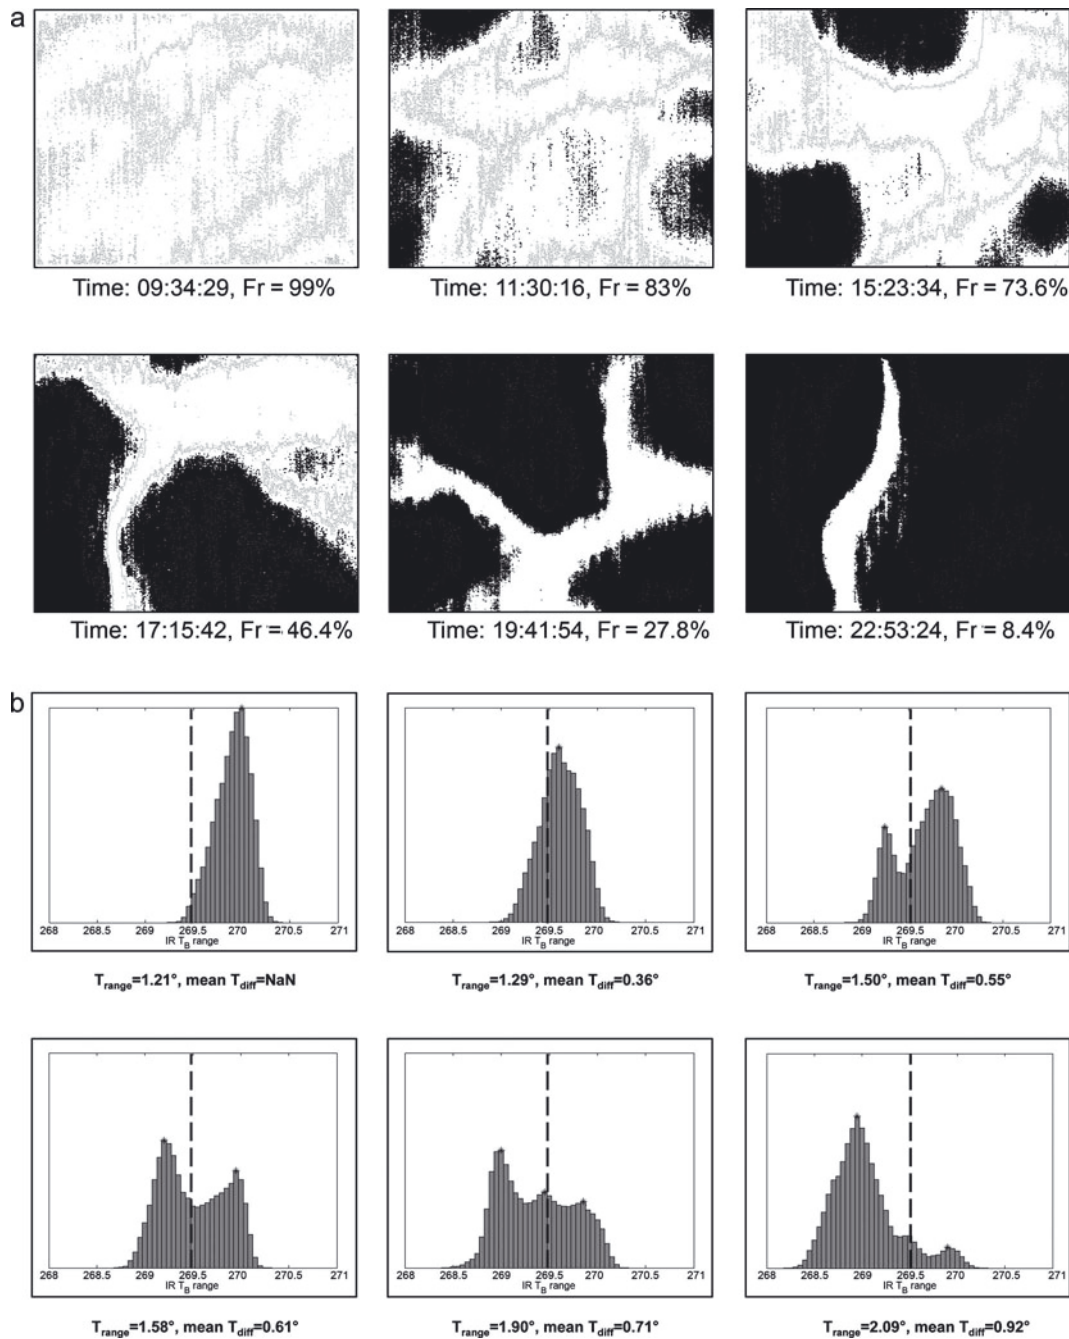 a
Time: 09:34:29, Fr = 99%
Time: 11:30:16, Fr = 83%
Time: 15:23:34, Fr = 73.6%
Time: 17:15:42, Fr = 46.4%
Time: 19:41:54, Fr = 27.8%
Time: 22:53:24, Fr = 8.4%
b
268 268.5 269 269.5 270 270.5 271
IR T_B range
T_range=1.21°, mean T_diff=NaN
268 268.5 269 269.5 270 270.5 271
IR T_B range
T_range=1.29°, mean T_diff=0.36°
268 268.5 269 269.5 270 270.5 271
IR T_B range
T_range=1.50°, mean T_diff=0.55°
268 268.5 269 269.5 270 270.5 271
IR T_B range
T_range=1.58°, mean T_diff=0.61°
268 268.5 269 269.5 270 270.5 271
IR T_B range
T_range=1.90°, mean T_diff=0.71°
268 268.5 269 269.5 270 270.5 271
IR T_B range
T_range=2.09°, mean T_diff=0.92°